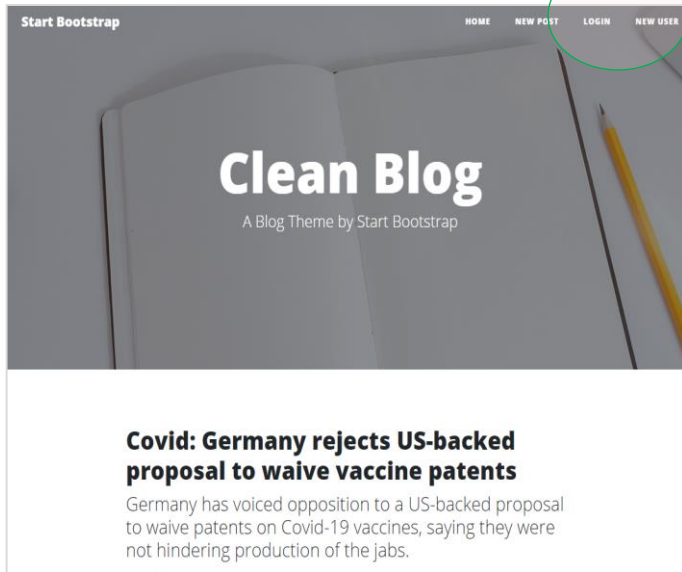 Start Bootstrap
HOME NEW POST LOGIN NEW USER
Clean Blog
A Blog Theme by Start Bootstrap
Covid: Germany rejects US-backed
proposal to waive vaccine patents
Germany has voiced opposition to a US-backed proposal
to waive patents on Covid-19 vaccines, saying they were
not hindering production of the jabs.